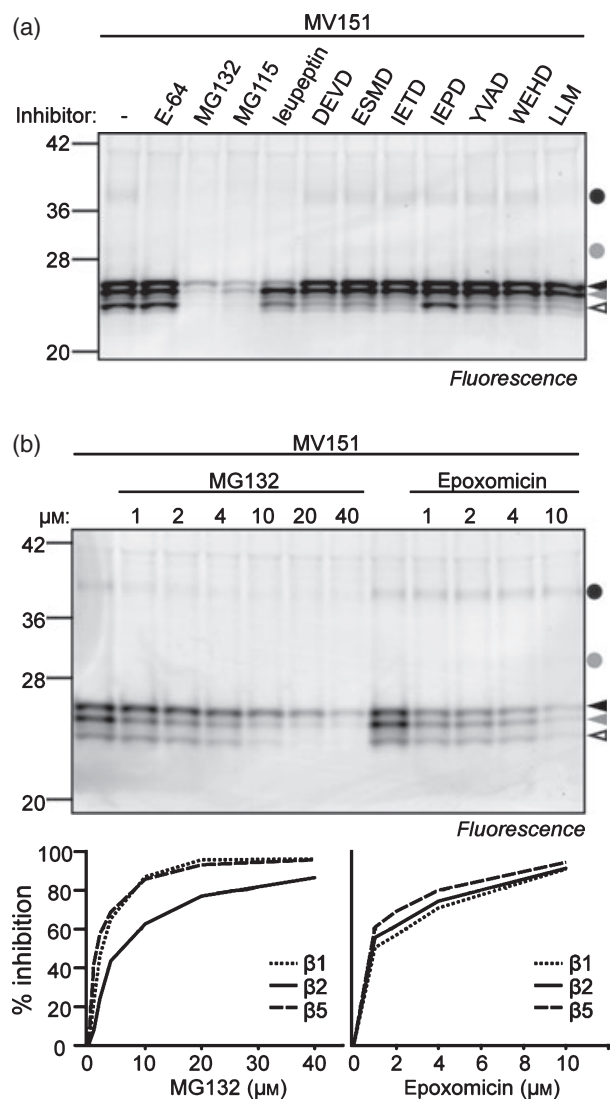 (a)
MV151
Inhibitor: - E-64 MG132 MG115 leupeptin DEVD ESMD IETD IEPD YVAD WEHD LLM
42
36
28
20
Fluorescence
(b)
MV151
MG132 Epoxomicin
µM: 1 2 4 10 20 40 1 2 4 10
42
36
28
20
Fluorescence
% inhibition
100
80
60
40
20
0
β1
β2
β5
0 10 20 30 40
MG132 (µM)
β1
β2
β5
0 2 4 6 8 10
Epoxomicin (µM)